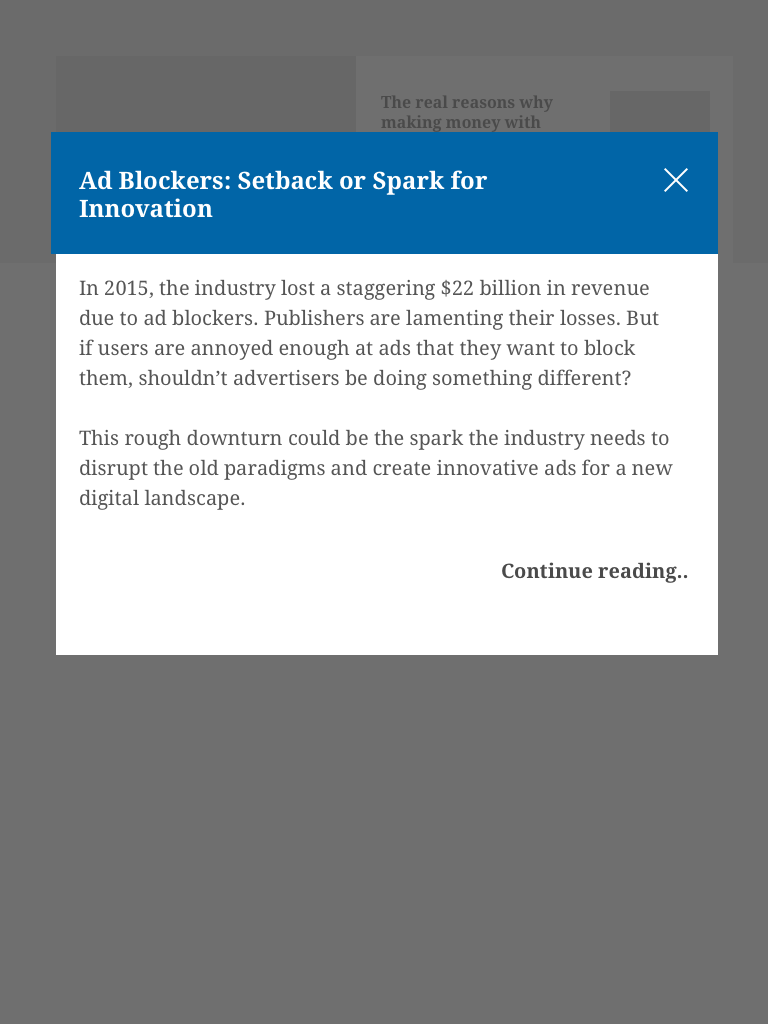 The real reasons why
making money with
Ad Blockers: Setback or Spark for
Innovation
In 2015, the industry lost a staggering $22 billion in revenue
due to ad blockers. Publishers are lamenting their losses. But
if users are annoyed enough at ads that they want to block
them, shouldn’t advertisers be doing something different?
This rough downturn could be the spark the industry needs to
disrupt the old paradigms and create innovative ads for a new
digital landscape.
Continue reading..